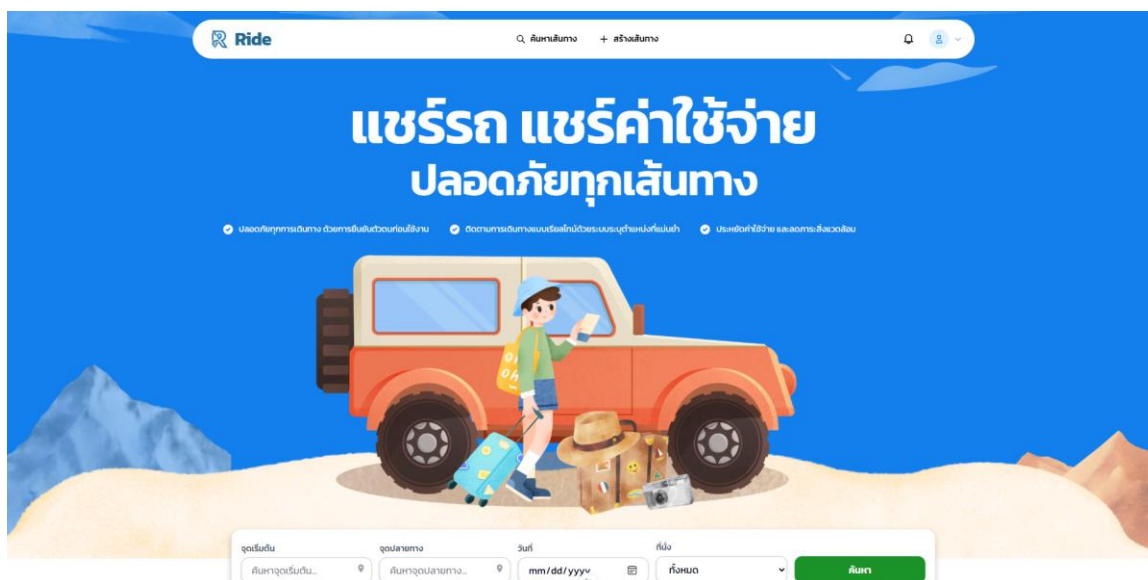 Ride
ค้นหาเส้นทาง
+ สร้างเส้นทาง
แชร์รถ แชร์ค่าใช้จ่าย
ปลอดภัยทุกเส้นทาง
ปลอดภัยทุกการเดินทาง ด้วยการยืนยันตัวตนก่อนใช้งาน
ติดตามการเดินทางแบบเรียลไทม์ด้วยระบบระบุตำแหน่งที่แม่นยำ
ประหยัดค่าใช้จ่าย และลดภาระสิ่งแวดล้อม
OH
OH
จุดเริ่มต้น
จุดปลายทาง
วันที่
ที่นั่ง
ค้นหาจุดเริ่มต้น...
ค้นหาจุดปลายทาง...
mm/dd/yyyy
ทั้งหมด
ค้นหา